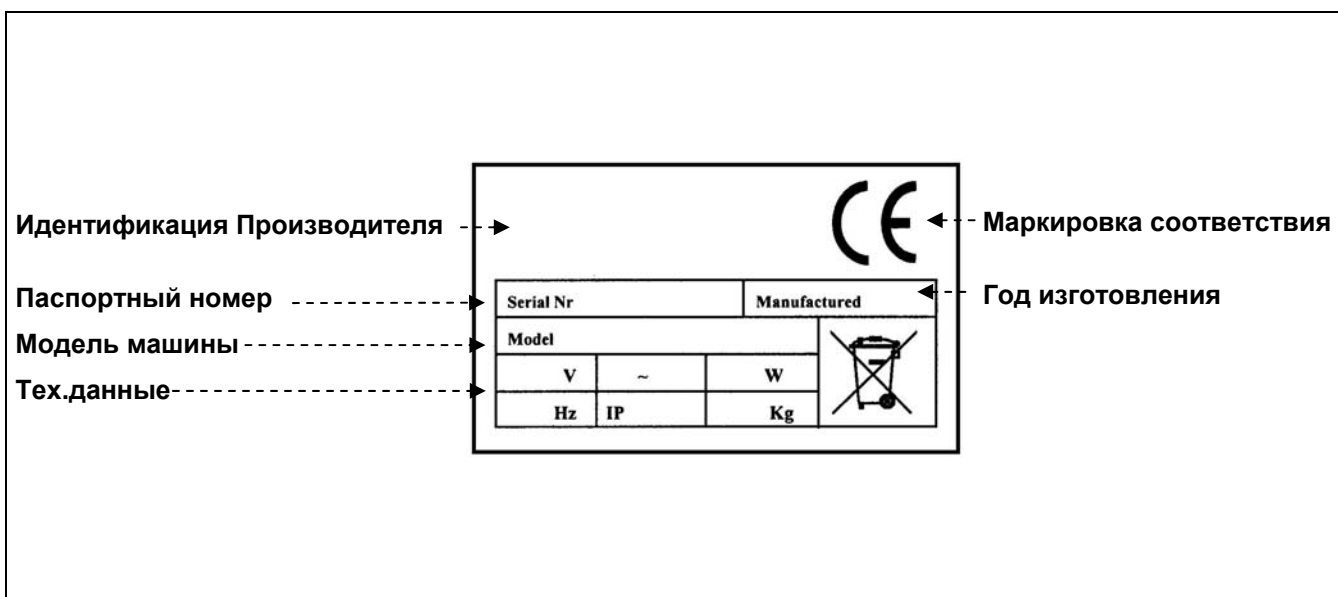 CE
Идентификация Производителя
Маркировка соответствия
Паспортный номер
Serial Nr
Manufactured
Год изготовления
Модель машины
Model
Тех.данные
V
~
W
Hz
IP
Kg